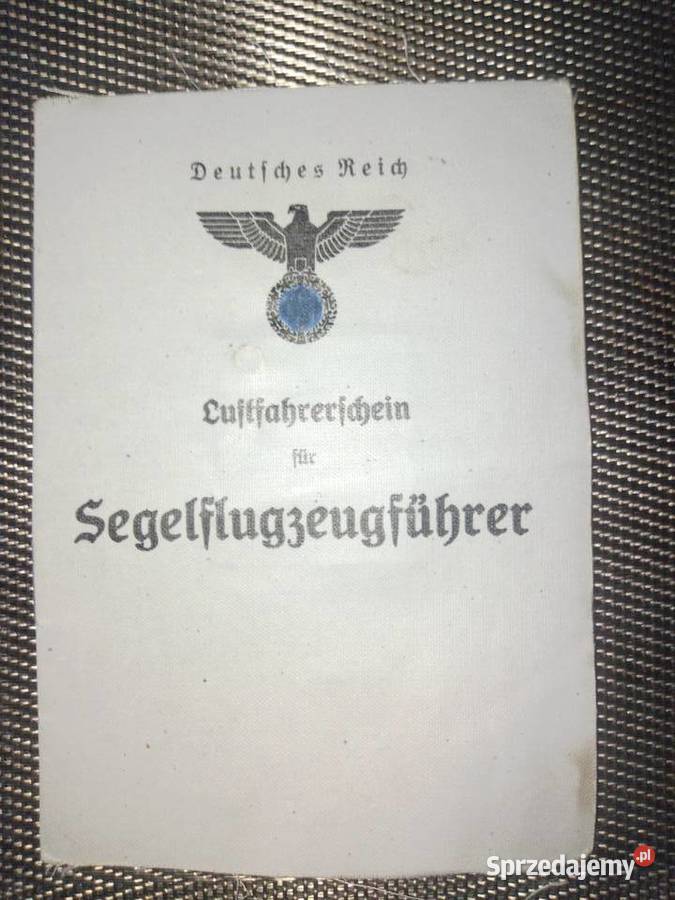 Deutsches Reich
Luftfahrerschein
für
Segelflugzeugführer
Sprzedajemy.pl